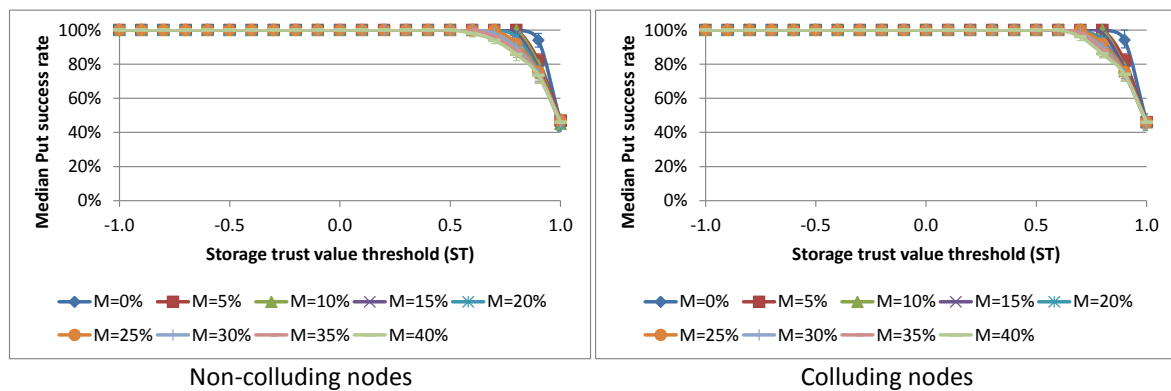 Median Put success rate
100%
80%
60%
40%
20%
0%
-1.0 -0.5 0.0 0.5 1.0
Storage trust value threshold (ST)
M=0% M=5% M=10% M=15% M=20%
M=25% M=30% M=35% M=40%
Non-colluding nodes
Median Put success rate
100%
80%
60%
40%
20%
0%
-1.0 -0.5 0.0 0.5 1.0
Storage trust value threshold (ST)
M=0% M=5% M=10% M=15% M=20%
M=25% M=30% M=35% M=40%
Colluding nodes